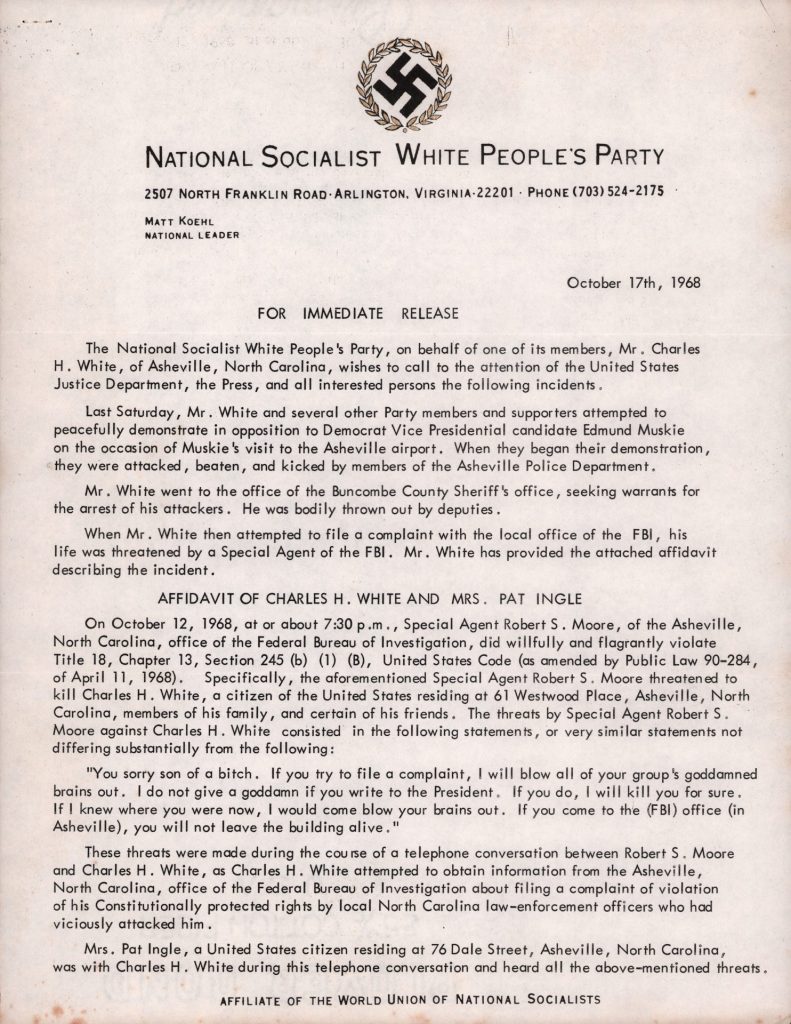 NATIONAL SOCIALIST WHITE PEOPLE'S PARTY
2507 NORTH FRANKLIN ROAD·ARLINGTON, VIRGINIA·22201 · PHONE (703) 524-2175
MATT KOEHL
NATIONAL LEADER
October 17th, 1968
FOR IMMEDIATE RELEASE
The National Socialist White People's Party, on behalf of one of its members, Mr. Charles
H. White, of Asheville, North Carolina, wishes to call to the attention of the United States
Justice Department, the Press, and all interested persons the following incidents.
Last Saturday, Mr. White and several other Party members and supporters attempted to
peacefully demonstrate in opposition to Democrat Vice Presidential candidate Edmund Muskie
on the occasion of Muskie's visit to the Asheville airport. When they began their demonstration,
they were attacked, beaten, and kicked by members of the Asheville Police Department.
Mr. White went to the office of the Buncombe County Sheriff's office, seeking warrants for
the arrest of his attackers. He was bodily thrown out by deputies.
When Mr. White then attempted to file a complaint with the local office of the FBI, his
life was threatened by a Special Agent of the FBI. Mr. White has provided the attached affidavit
describing the incident.
AFFIDAVIT OF CHARLES H. WHITE AND MRS. PAT INGLE
On October 12, 1968, at or about 7:30 p.m., Special Agent Robert S. Moore, of the Asheville,
North Carolina, office of the Federal Bureau of Investigation, did willfully and flagrantly violate
Title 18, Chapter 13, Section 245 (b) (1) (B), United States Code (as amended by Public Law 90-284,
of April 11, 1968). Specifically, the aforementioned Special Agent Robert S. Moore threatened to
kill Charles H. White, a citizen of the United States residing at 61 Westwood Place, Asheville, North
Carolina, members of his family, and certain of his friends. The threats by Special Agent Robert S.
Moore against Charles H. White consisted in the following statements, or very similar statements not
differing substantially from the following:
"You sorry son of a bitch. If you try to file a complaint, I will blow all of your group's goddamned
brains out. I do not give a goddamn if you write to the President. If you do, I will kill you for sure.
If I knew where you were now, I would come blow your brains out. If you come to the (FBI) office (in
Asheville), you will not leave the building alive."
These threats were made during the course of a telephone conversation between Robert S. Moore
and Charles H. White, as Charles H. White attempted to obtain information from the Asheville,
North Carolina, office of the Federal Bureau of Investigation about filing a complaint of violation
of his Constitutionally protected rights by local North Carolina law-enforcement officers who had
viciously attacked him.
Mrs. Pat Ingle, a United States citizen residing at 76 Dale Street, Asheville, North Carolina,
was with Charles H. White during this telephone conversation and heard all the above-mentioned threats.
AFFILIATE OF THE WORLD UNION OF NATIONAL SOCIALISTS